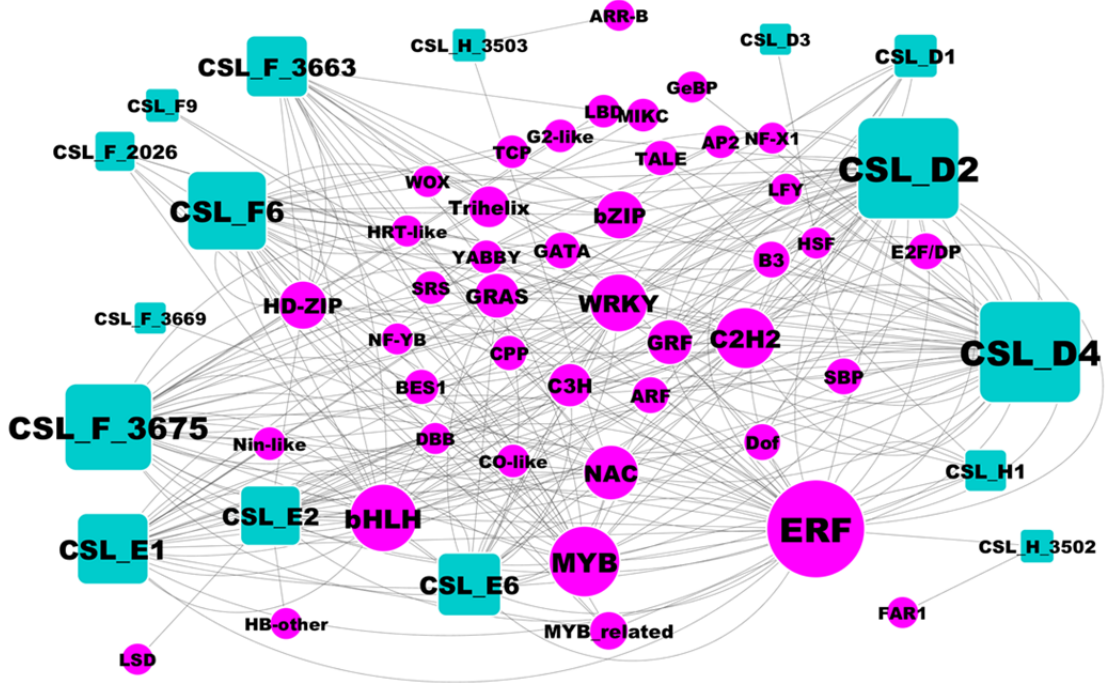 ARR-B
CSL_H_3503
CSL_D3
CSL_D1
CSL_F_3663
GeBP
CSL_F9
LBD
MIKC
G2-like
AP2
NF-X1
CSL_F_2026
TCP
TALE
CSL_D2
WOX
LFY
CSL_F6
Trihelix
bZIP
HRT-like
HSF
YABBY
GATA
B3
E2F/DP
SRS
GRAS
HD-ZIP
WRKY
CSL_F_3669
NF-YB
CPP
GRF
C2H2
CSL_D4
BES1
C3H
ARF
SBP
CSL_F_3675
Nin-like
DBB
CO-like
Dof
NAC
CSL_H1
CSL_E2
bHLH
ERF
CSL_E1
MYB
CSL_H_3502
CSL_E6
HB-other
MYB_related
FAR1
LSD